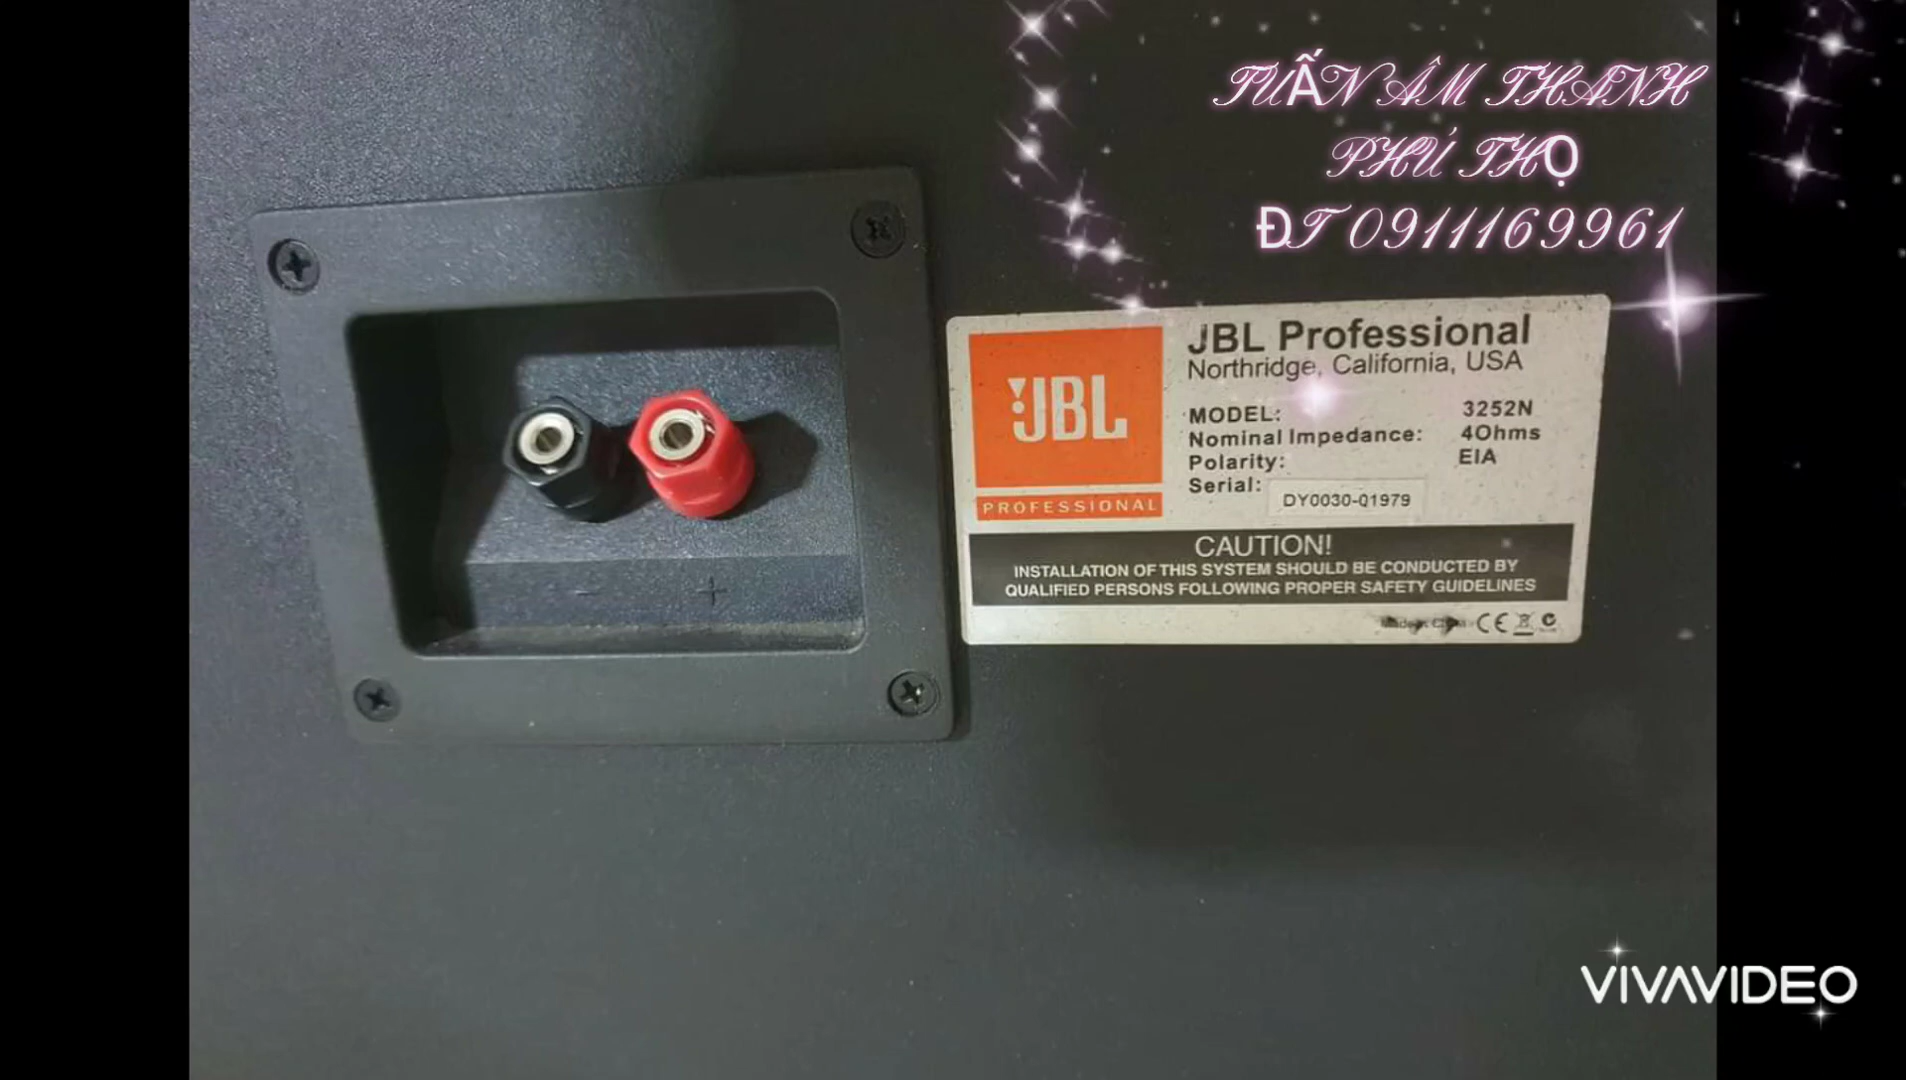 TUẤN ÂM THANH
PHÚ THỌ
ĐT 0911169961
JBL Professional
Northridge, California, USA
MODEL: 3252N
Nominal Impedance: 4Ohms
Polarity: EIA
Serial: DY0030-01979
JBL
PROFESSIONAL
CAUTION!
INSTALLATION OF THIS SYSTEM SHOULD BE CONDUCTED BY
QUALIFIED PERSONS FOLLOWING PROPER SAFETY GUIDELINES
CE
- +
VIVAVIDEO